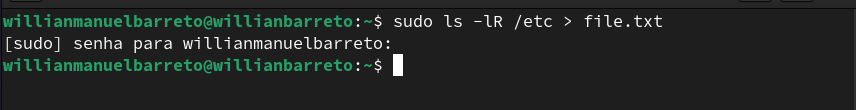 willianmanuelbarreto@willianbarreto:~$ sudo ls -lR /etc > file.txt
[sudo] senha para willianmanuelbarreto:
willianmanuelbarreto@willianbarreto:~$